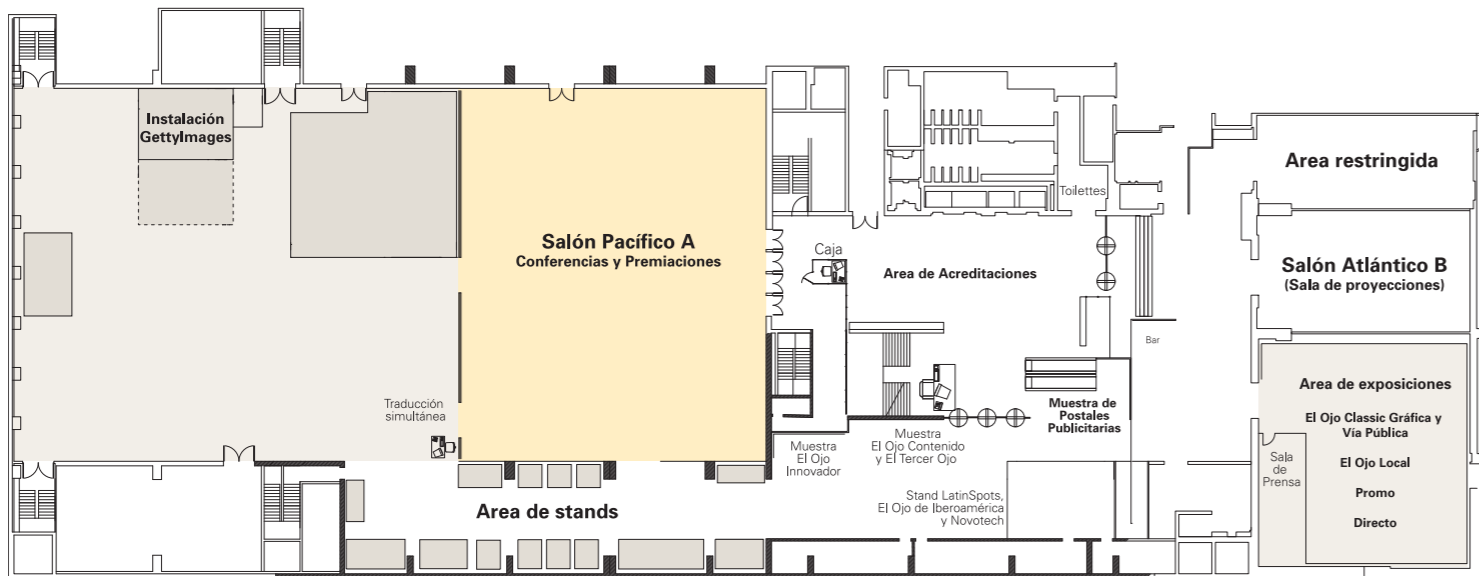 Instalación
GettyImages
Salón Pacífico A
Conferencias y Premiaciones
Traducción
simultánea
Area de stands
Caja
Area de Acreditaciones
Toilettes
Bar
Muestra de
Postales
Publicitarias
Muestra
El Ojo
Innovador
Muestra
El Ojo Contenido
y El Tercer Ojo
Stand LatinSpots,
El Ojo de Iberoamérica
y Novotech
Area restringida
Salón Atlántico B
(Sala de proyecciones)
Area de exposiciones
El Ojo Classic Gráfica y
Vía Pública
El Ojo Local
Promo
Directo
Sala
de
Prensa